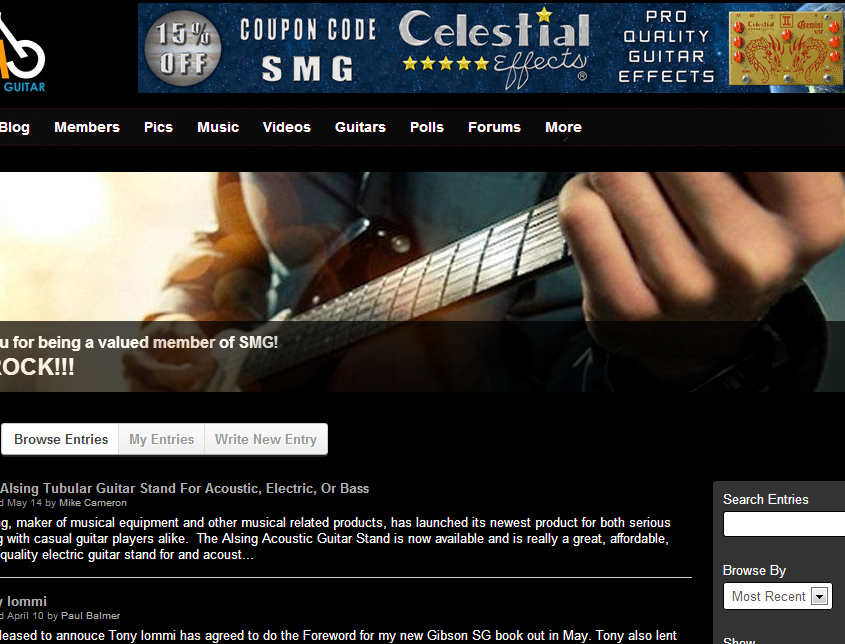 15%
OFF
COUPON CODE
SMG
Celestial
Effects®
PRO
QUALITY
GUITAR
EFFECTS
Celestial
II
Gemini
GUITAR
Blog Members Pics Music Videos Guitars Polls Forums More
u for being a valued member of SMG!
ROCK!!!
Browse Entries My Entries Write New Entry
Alsing Tubular Guitar Stand For Acoustic, Electric, Or Bass
d May 14 by Mike Cameron
g, maker of musical equipment and other musical related products, has launched its newest product for both serious
g with casual guitar players alike. The Alsing Acoustic Guitar Stand is now available and is really a great, affordable,
quality electric guitar stand for and acoust...
y Iommi
d April 10 by Paul Balmer
leased to annouce Tony Iommi has agreed to do the Foreword for my new Gibson SG book out in May. Tony also lent
Search Entries
Browse By
Most Recent
Show